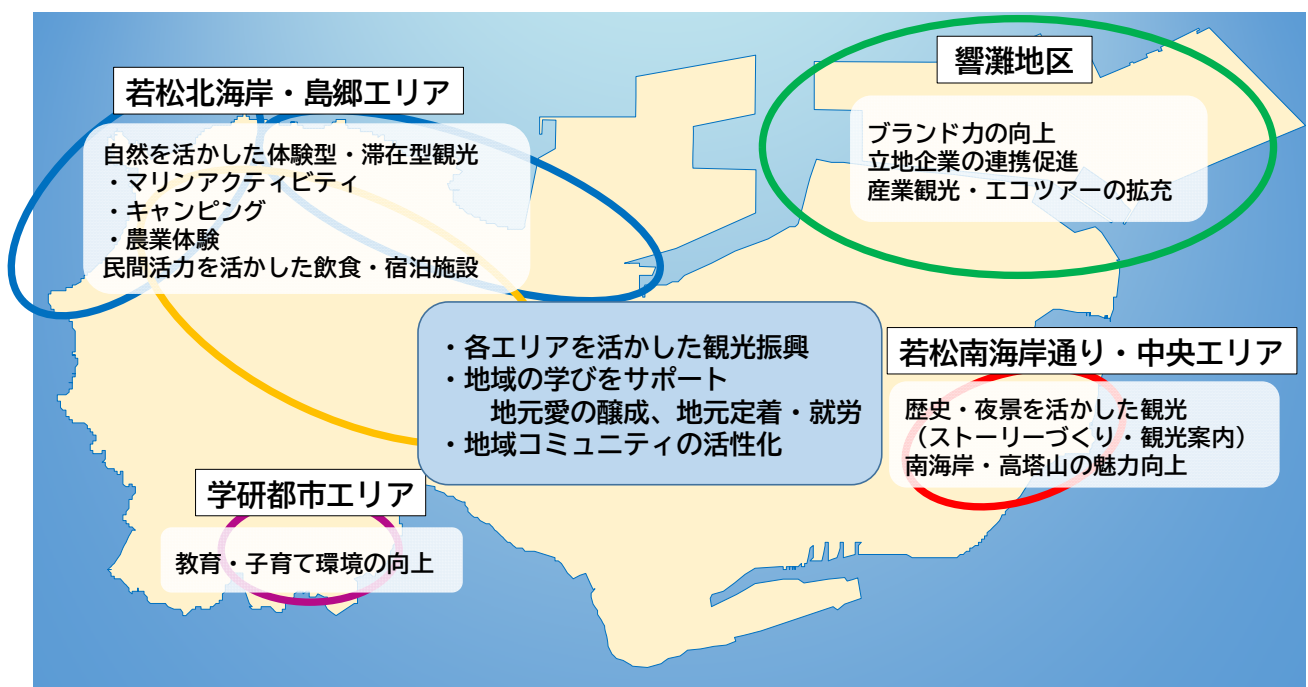 若松北海岸・島郷エリア
自然を活かした体験型・滞在型観光
・マリンアクティビティ
・キャンピング
・農業体験
民間活力を活かした飲食・宿泊施設
響灘地区
ブランド力の向上
立地企業の連携促進
産業観光・エコツアーの拡充
・各エリアを活かした観光振興
・地域の学びをサポート
地元愛の醸成、地元定着・就労
・地域コミュニティの活性化
若松南海岸通り・中央エリア
歴史・夜景を活かした観光
（ストーリーづくり・観光案内）
南海岸・高塔山の魅力向上
学研都市エリア
教育・子育て環境の向上